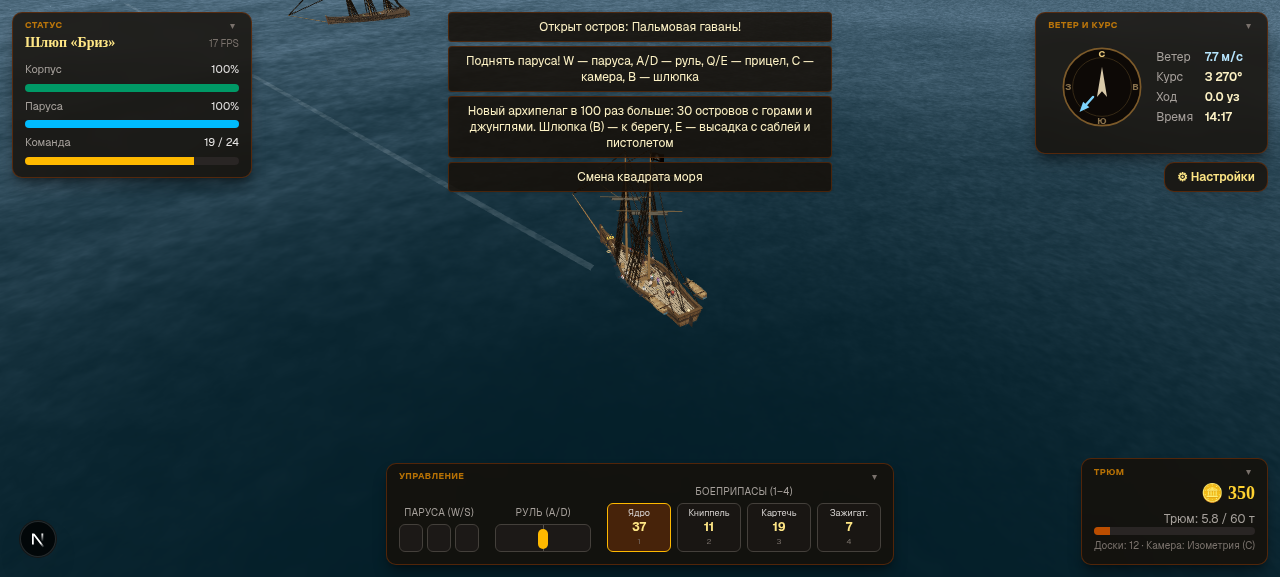 СТАТУС
▼
Шлюп «Бриз»
17 FPS
Корпус
100%
Паруса
100%
Команда
19 / 24
Открыт остров: Пальмовая гавань!
Поднять паруса! W — паруса, A/D — руль, Q/E — прицел, C —
камера, B — шлюпка
Новый архипелаг в 100 раз больше: 30 островов с горами и
джунглями. Шлюпка (B) — к берегу, E — высадка с саблей и
пистолетом
Смена квадрата моря
ВЕТЕР И КУРС
▼
С
З
В
Ю
Ветер
7.7 м/с
Курс
З 270°
Ход
0.0 уз
Время
14:17
⚙ Настройки
УПРАВЛЕНИЕ
▼
ПАРУСА (W/S)
РУЛЬ (A/D)
БОЕПРИПАСЫ (1–4)
Ядро
37
1
Книппель
11
2
Картечь
19
3
Зажигат.
7
4
ТРЮМ
▼
350
Трюм: 5.8 / 60 т
Доски: 12 · Камера: Изометрия (C)
N